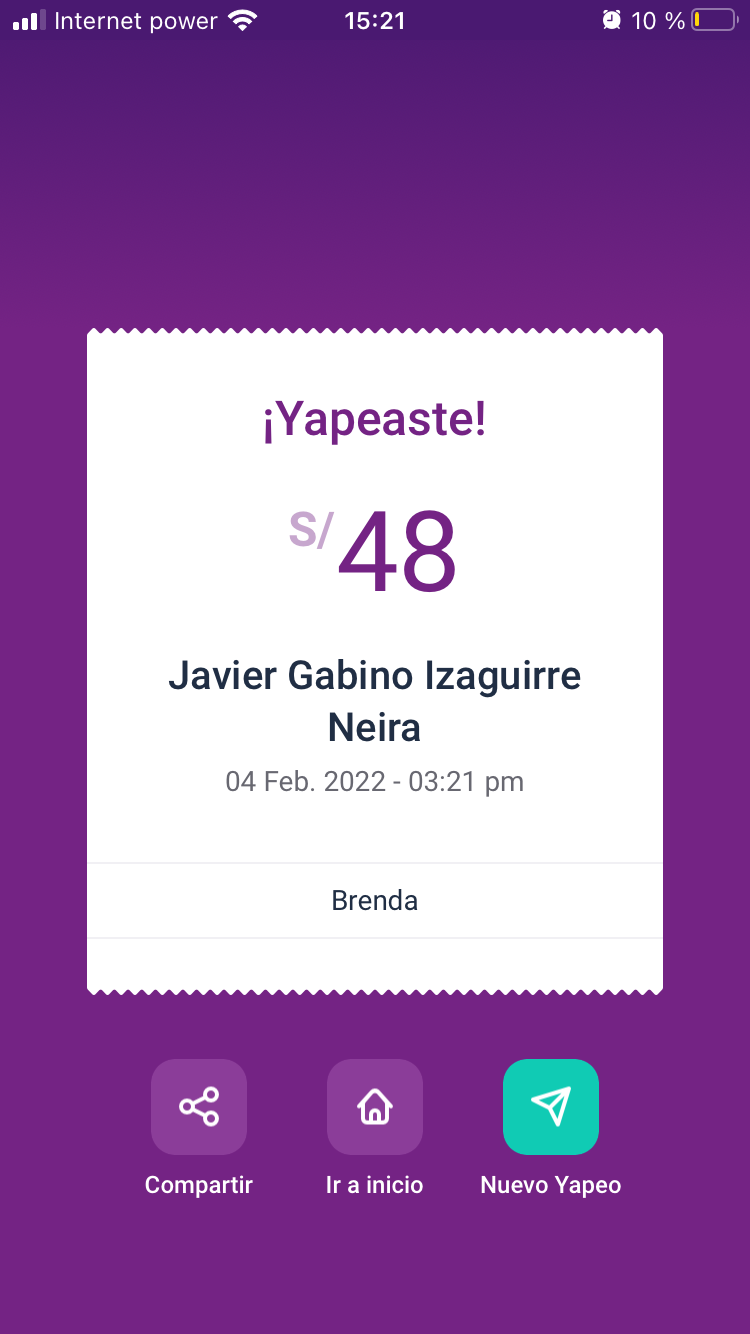 Internet power 15:21 10 %
¡Yapeaste!
S/48
Javier Gabino Izaguirre
Neira
04 Feb. 2022 - 03:21 pm
Brenda
Compartir Ir a inicio Nuevo Yapeo